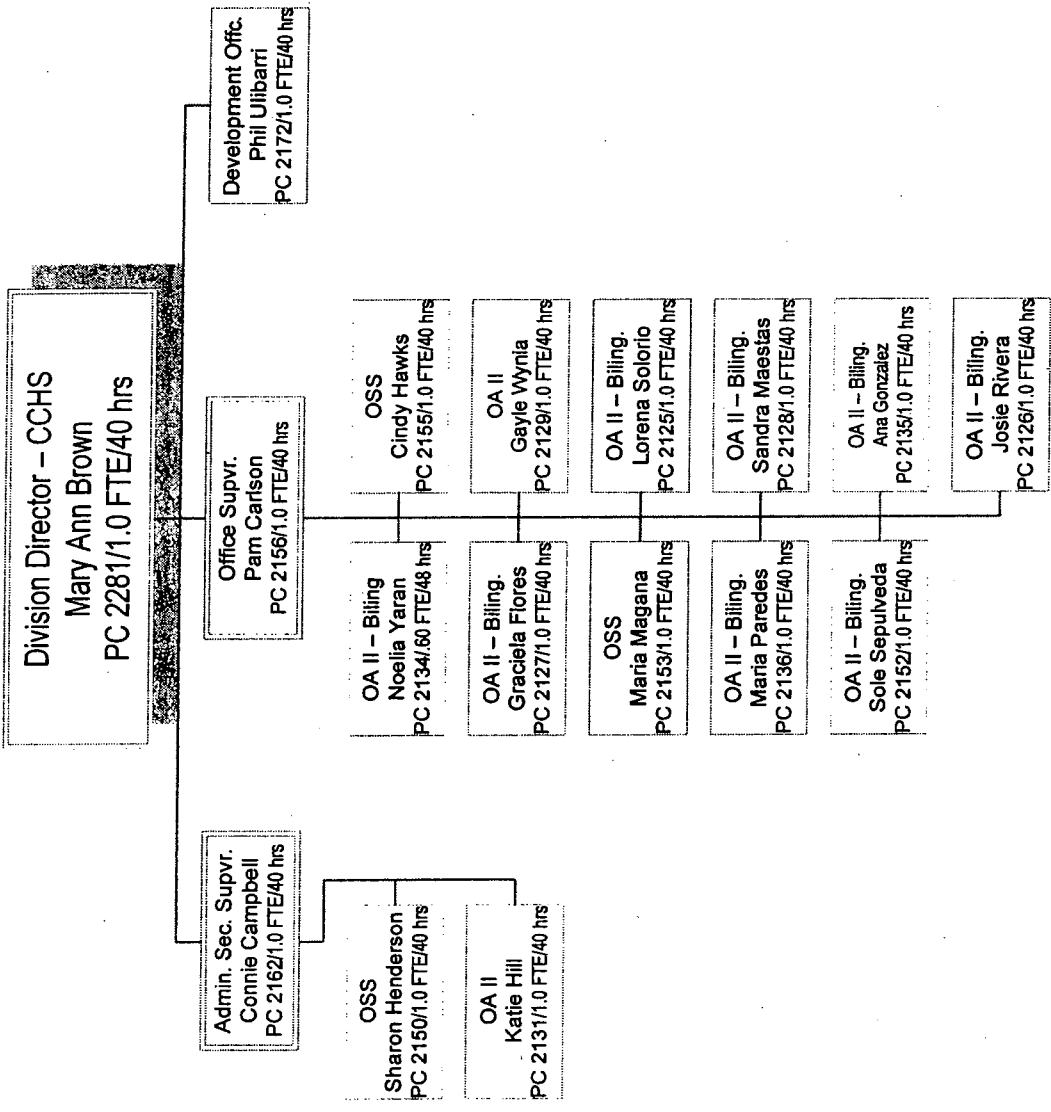 Division Director – CCHS
Mary Ann Brown
PC 2281/1.0 FTE/40 hrs
Admin. Sec. Supvr.
Connie Campbell
PC 2162/1.0 FTE/40 hrs
Office Supvr.
Pam Carlson
PC 2156/1.0 FTE/40 hrs
Development Offc.
Phil Ulibarri
PC 2172/1.0 FTE/40 hrs
OSS
Sharon Henderson
PC 2150/1.0 FTE/40 hrs
OA II
Katie Hill
PC 2131/1.0 FTE/40 hrs
OA II – Biling
Noelia Yaran
PC 2134/.60 FTE/48 hrs
OSS
Cindy Hawks
PC 2155/1.0 FTE/40 hrs
OA II – Biling.
Graciela Flores
PC 2127/1.0 FTE/40 hrs
OA II
Gayle Wynia
PC 2129/1.0 FTE/40 hrs
OSS
Maria Magana
PC 2153/1.0 FTE/40 hrs
OA II – Biling.
Lorena Solorio
PC 2125/1.0 FTE/40 hrs
OA II – Biling.
Maria Paredes
PC 2136/1.0 FTE/40 hrs
OA II – Biling.
Sandra Maestas
PC 2128/1.0 FTE/40 hrs
OA II – Biling.
Sole Sepulveda
PC 2152/1.0 FTE/40 hrs
OA II – Biling.
Ana Gonzalez
PC 2135/1.0 FTE/40 hrs
OA II – Biling.
Josie Rivera
PC 2126/1.0 FTE/40 hrs